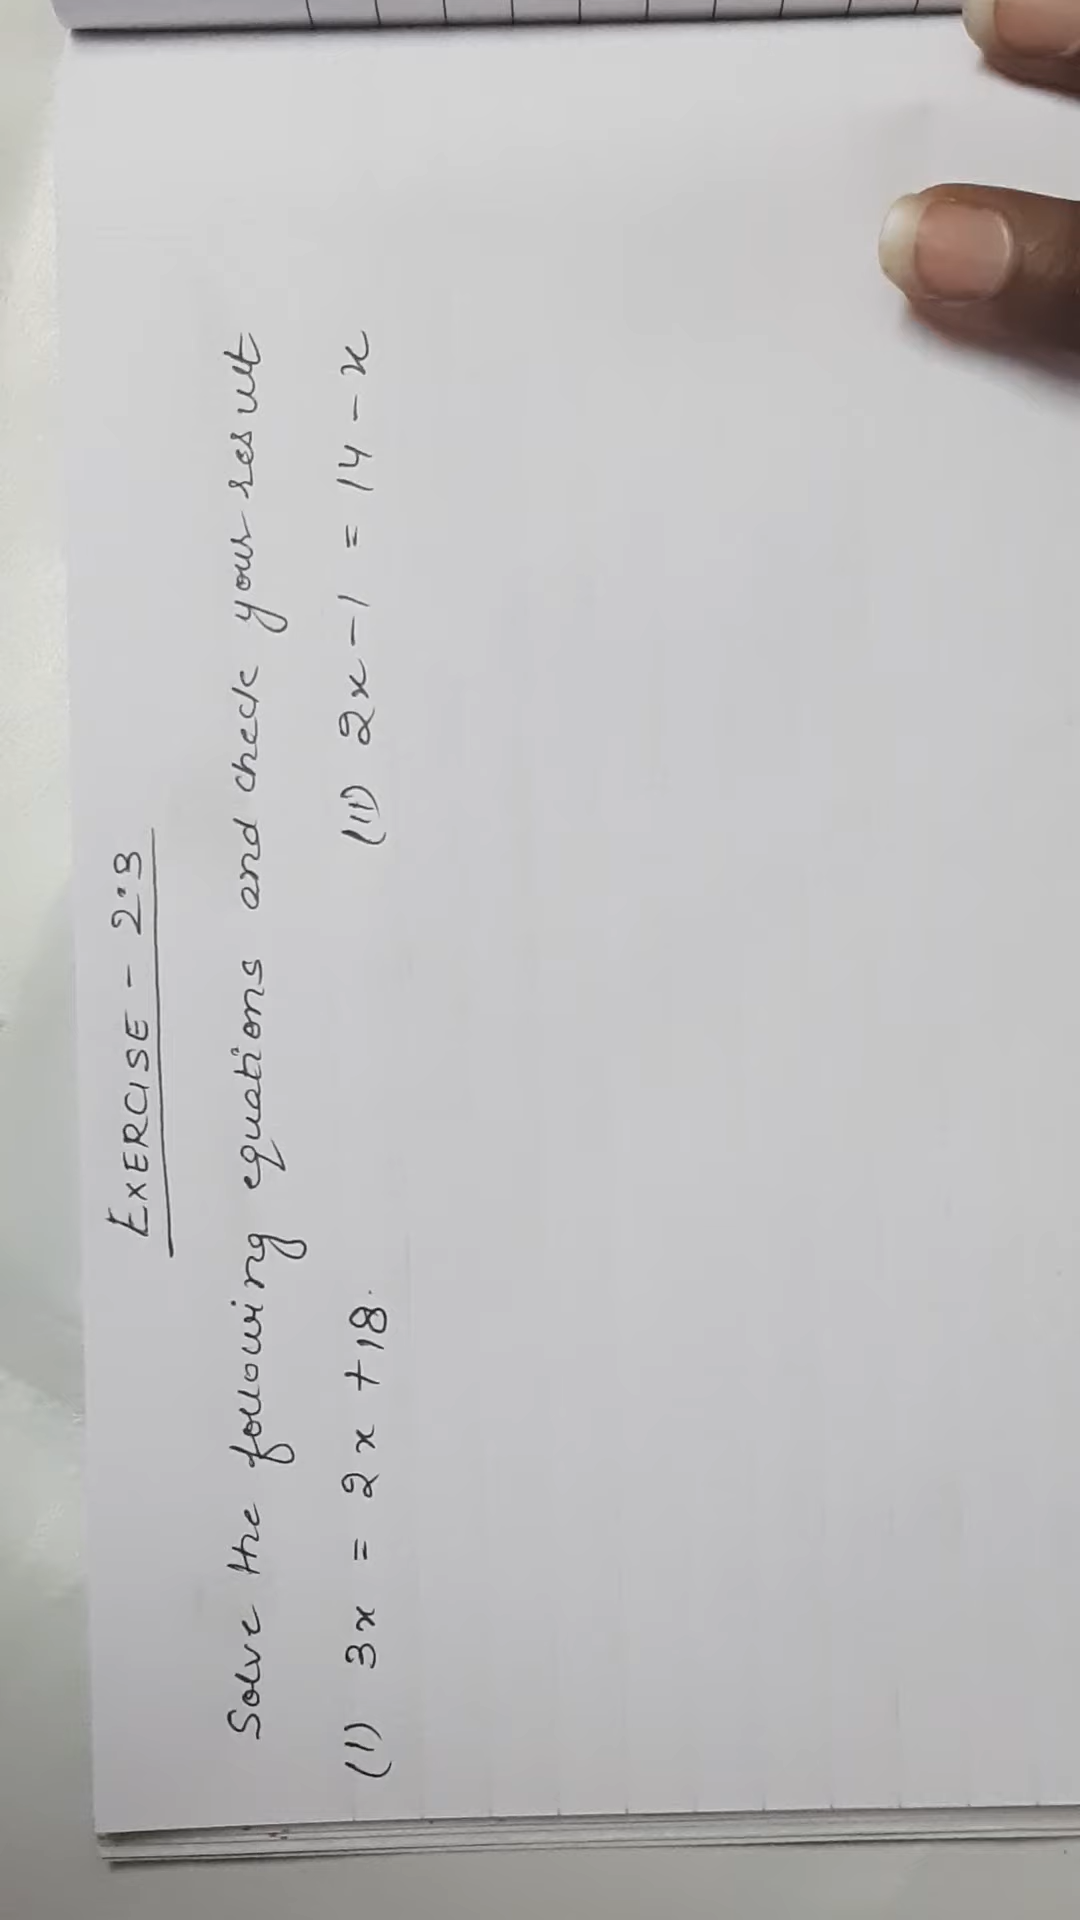 EXERCISE - 2.3
Solve the following equations and check your result
(I) 3x = 2x + 18. (II) 2x - 1 = 14 - x